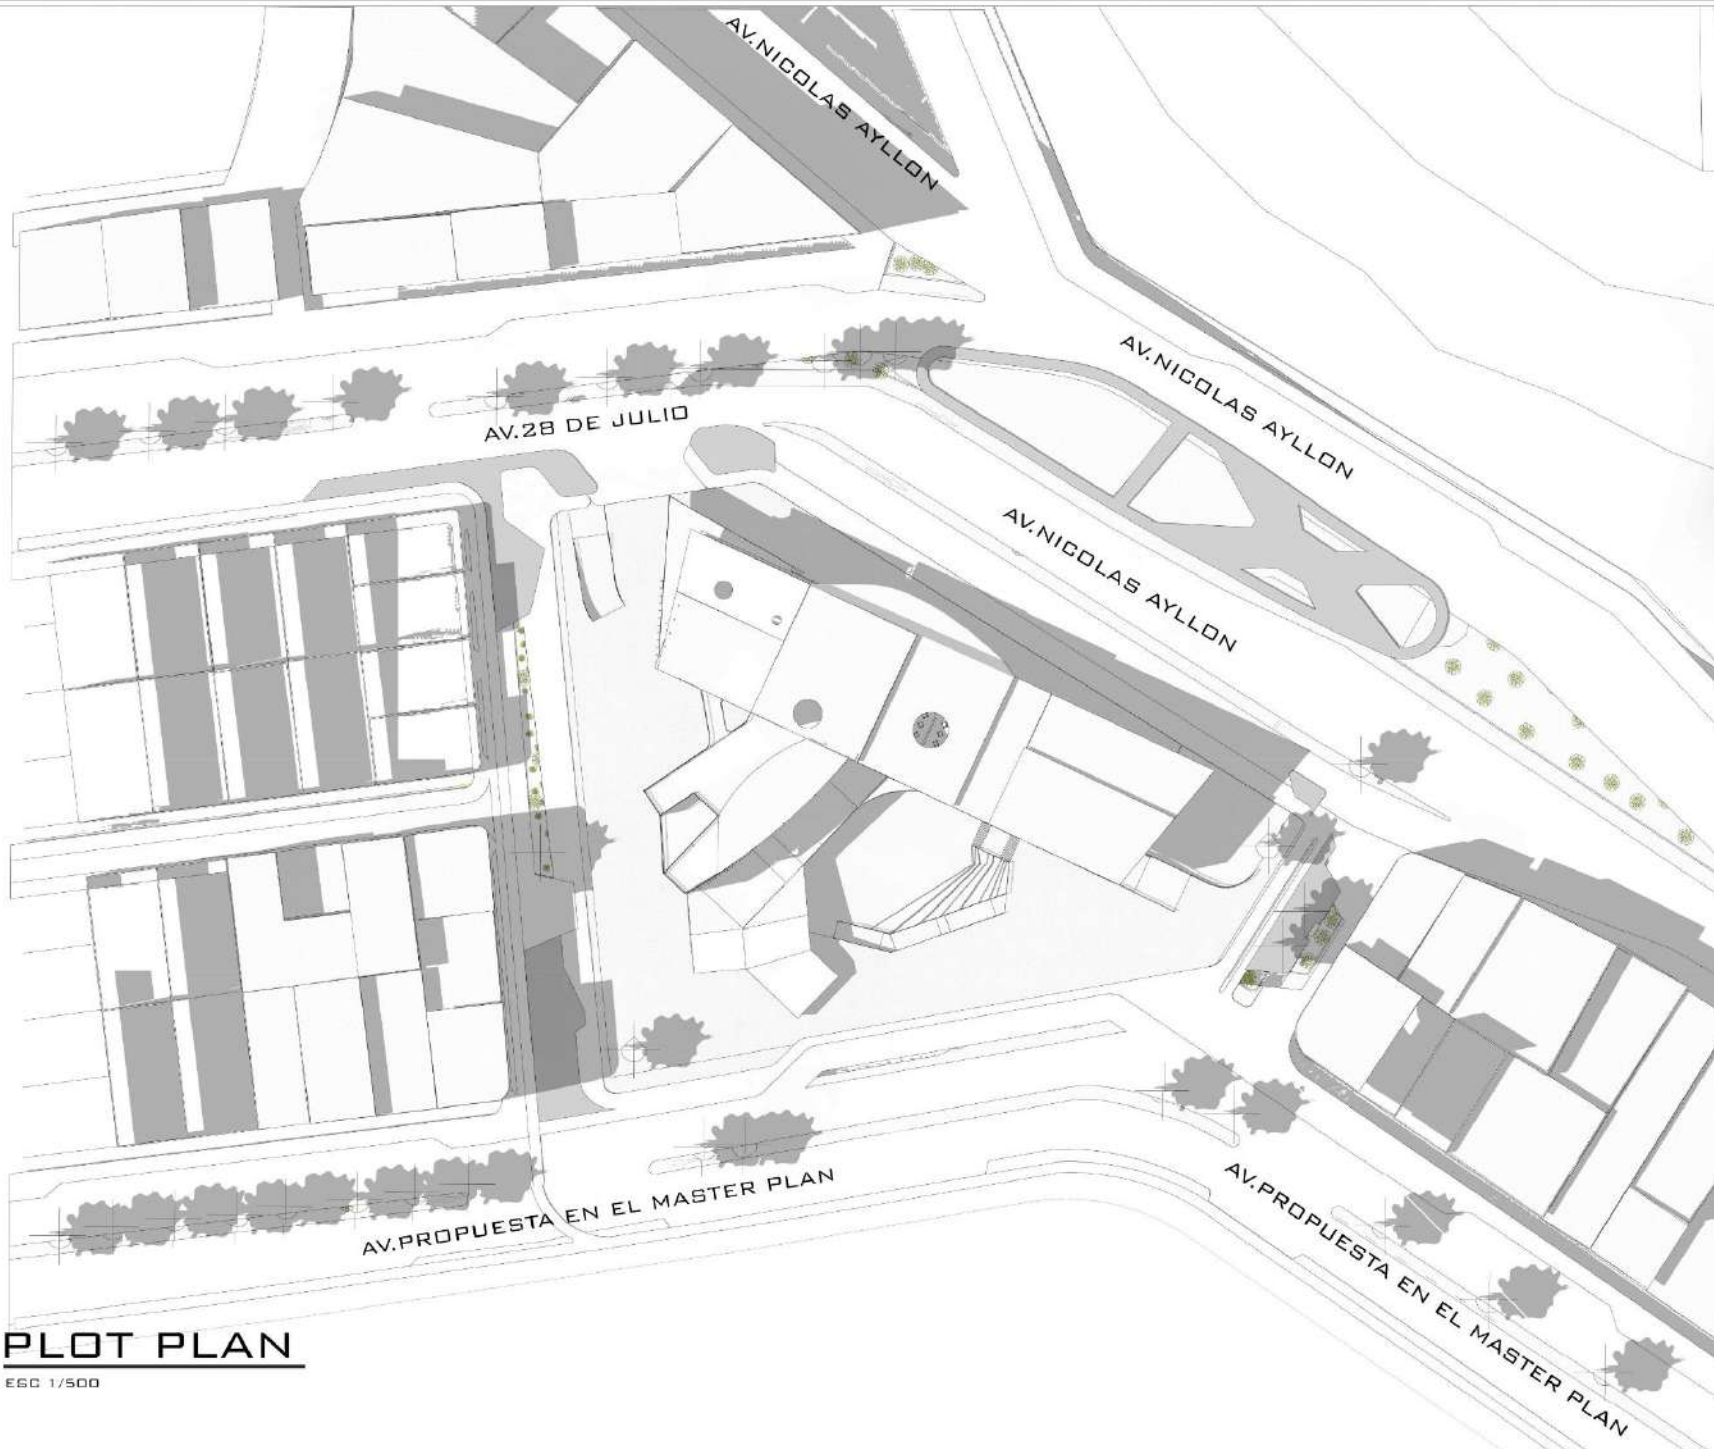 AV.NICOLAS AYLLON
AV.NICOLAS AYLLON
AV.28 DE JULIO
AV.NICOLAS AYLLON
AV.PROPUESTA EN EL MASTER PLAN
AV.PROPUESTA EN EL MASTER PLAN
PLOT PLAN
ESC 1/500